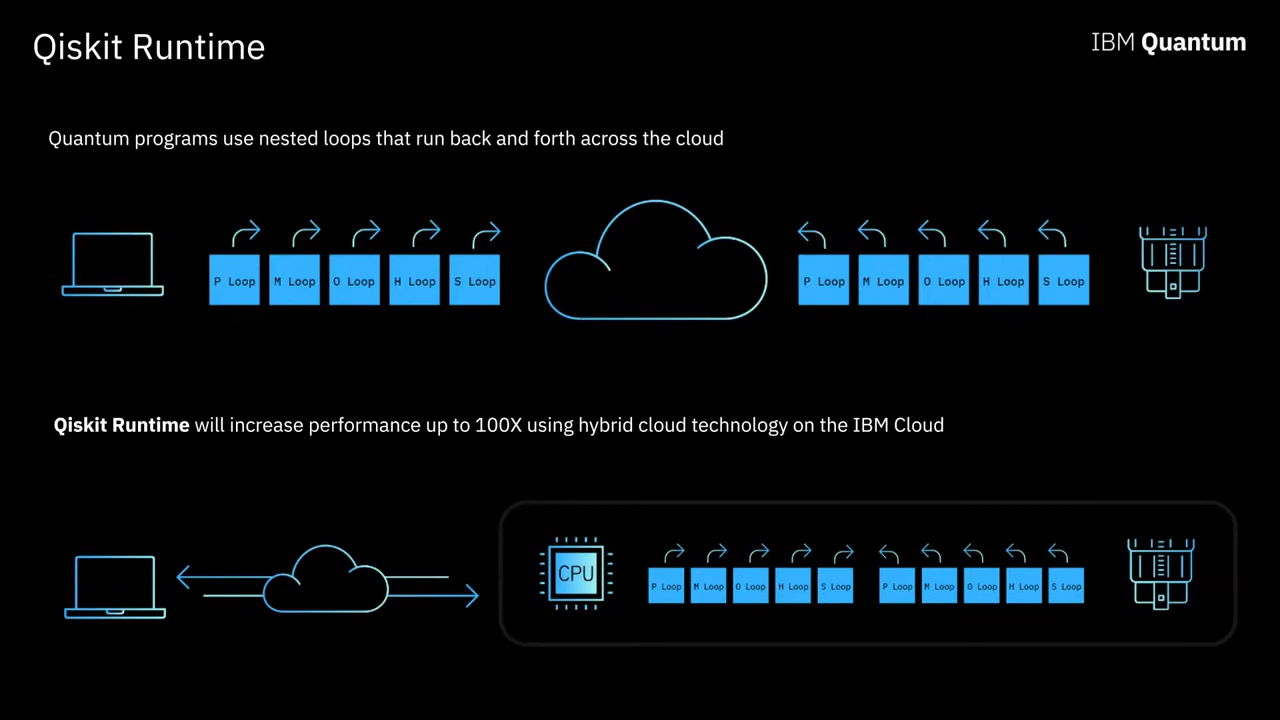 Qiskit Runtime
IBM Quantum
Quantum programs use nested loops that run back and forth across the cloud
P Loop M Loop O Loop H Loop S Loop P Loop M Loop O Loop H Loop S Loop
Qiskit Runtime will increase performance up to 100X using hybrid cloud technology on the IBM Cloud
CPU P Loop M Loop O Loop H Loop S Loop P Loop M Loop O Loop H Loop S Loop